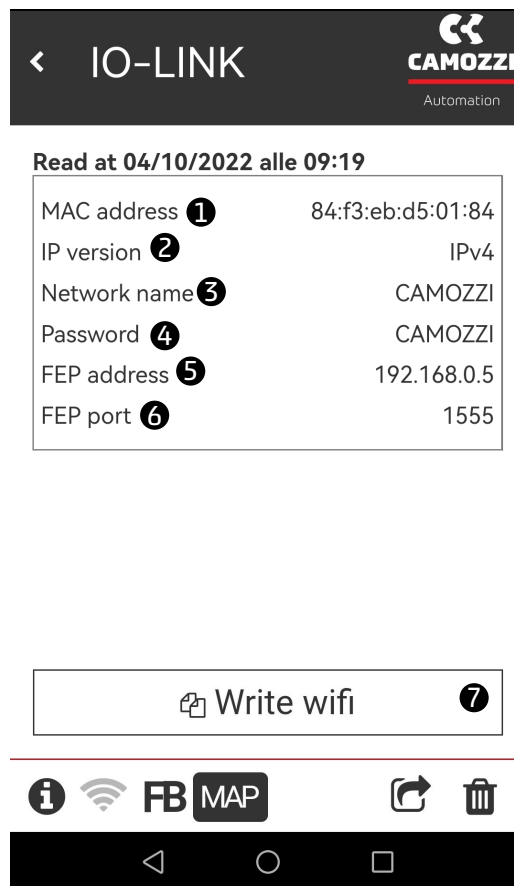 IO-LINK
CAMOZZI
Automation
Read at 04/10/2022 alle 09:19
MAC address 1 84:f3:eb:d5:01:84
IP version 2 IPv4
Network name 3 CAMOZZI
Password 4 CAMOZZI
FEP address 5 192.168.0.5
FEP port 6 1555
Write wifi 7
FB MAP